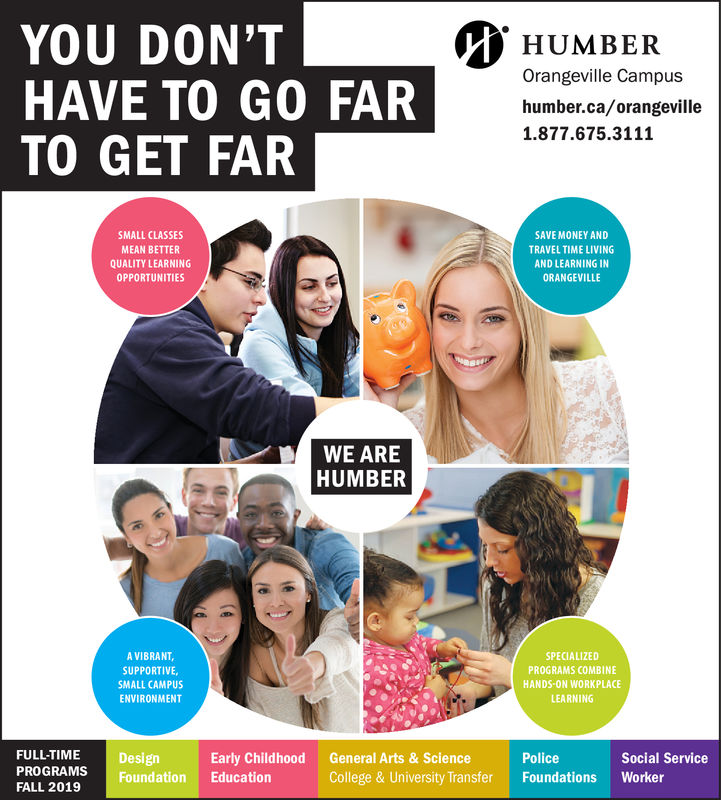 YOU DON'T
HAVE TO GO FAR
TO GET FAR
HUMBER
Orangeville Campus
humber.ca/orangeville
1.877.675.3111
SMALL CLASSES
MEAN BETTER
QUALITY LEARNING
OPPORTUNITIES
SAVE MONEY AND
TRAVEL TIME LIVING
AND LEARNING IN
ORANGEVILLE
WE ARE
HUMBER
A VIBRANT,
SUPPORTIVE,
SMALL CAMPUS
ENVIRONMENT
SPECIALIZED
PROGRAMS COMBINE
HANDS-ON WORKPLACE
LEARNING
FULL-TIME
PROGRAMS
FALL 2019
Design
Foundation
Early Childhood
Education
General Arts & Science
College & University Transfer
Police
Foundations
Social Service
Worker